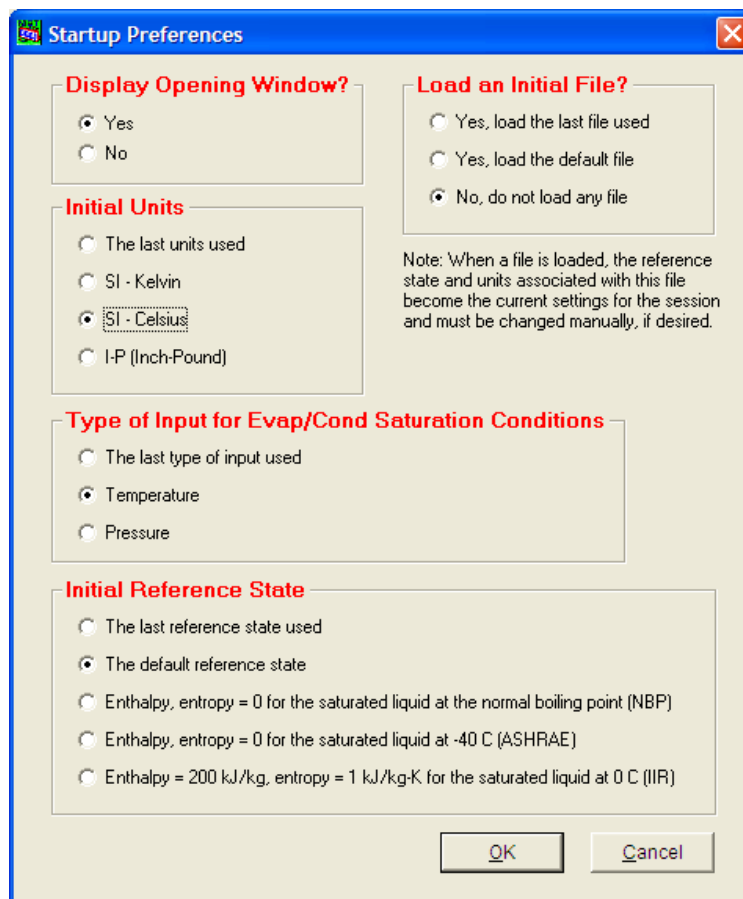 Startup Preferences
Display Opening Window?
Yes
No
Load an Initial File?
Yes, load the last file used
Yes, load the default file
No, do not load any file
Initial Units
The last units used
SI - Kelvin
SI - Celsius
I-P (Inch-Pound)
Note: When a file is loaded, the reference
state and units associated with this file
become the current settings for the session
and must be changed manually, if desired.
Type of Input for Evap/Cond Saturation Conditions
The last type of input used
Temperature
Pressure
Initial Reference State
The last reference state used
The default reference state
Enthalpy, entropy = 0 for the saturated liquid at the normal boiling point (NBP)
Enthalpy, entropy = 0 for the saturated liquid at -40 C (ASHRAE)
Enthalpy = 200 kJ/kg, entropy = 1 kJ/kg-K for the saturated liquid at 0 C (IIR)
OK
Cancel